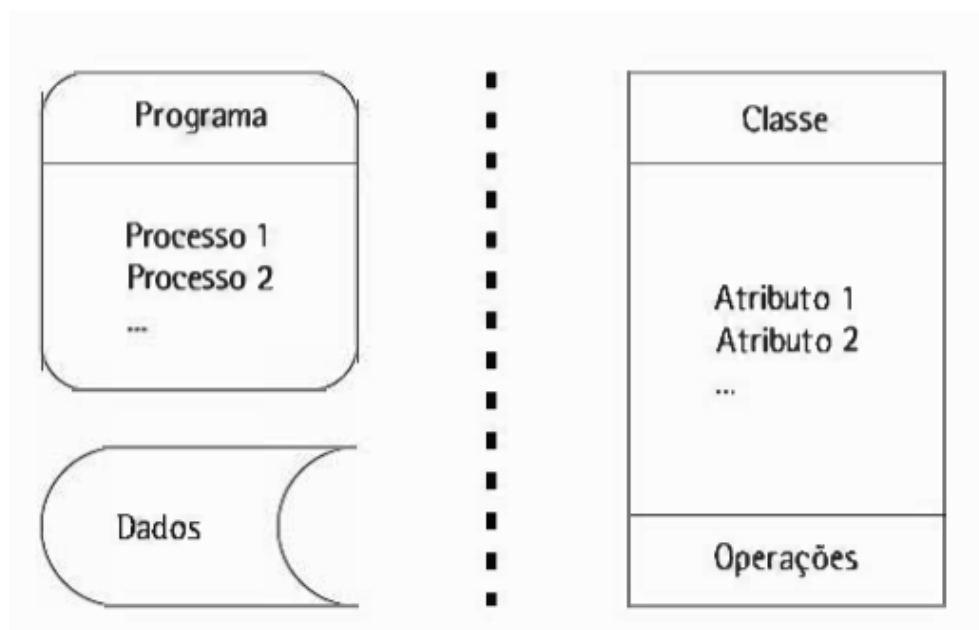 Programa
Processo 1
Processo 2
...
Dados
Classe
Atributo 1
Atributo 2
...
Operações